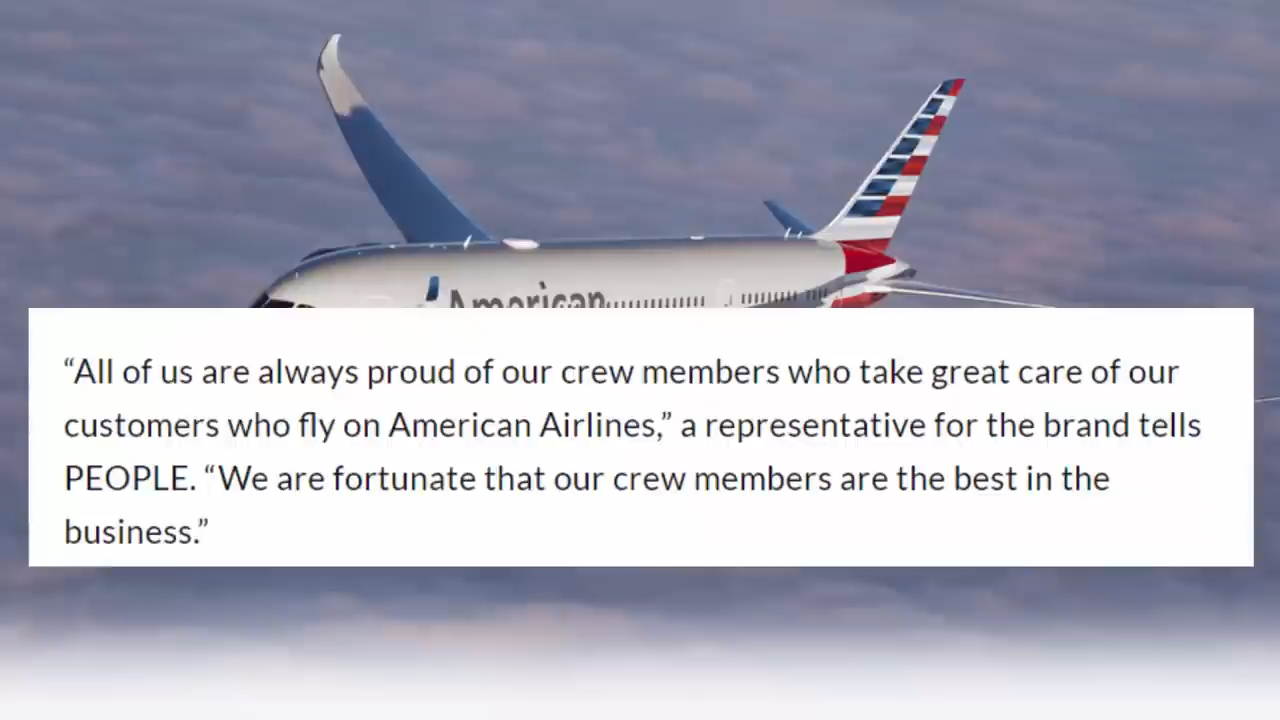 American
“All of us are always proud of our crew members who take great care of our
customers who fly on American Airlines,” a representative for the brand tells
PEOPLE. “We are fortunate that our crew members are the best in the
business.”